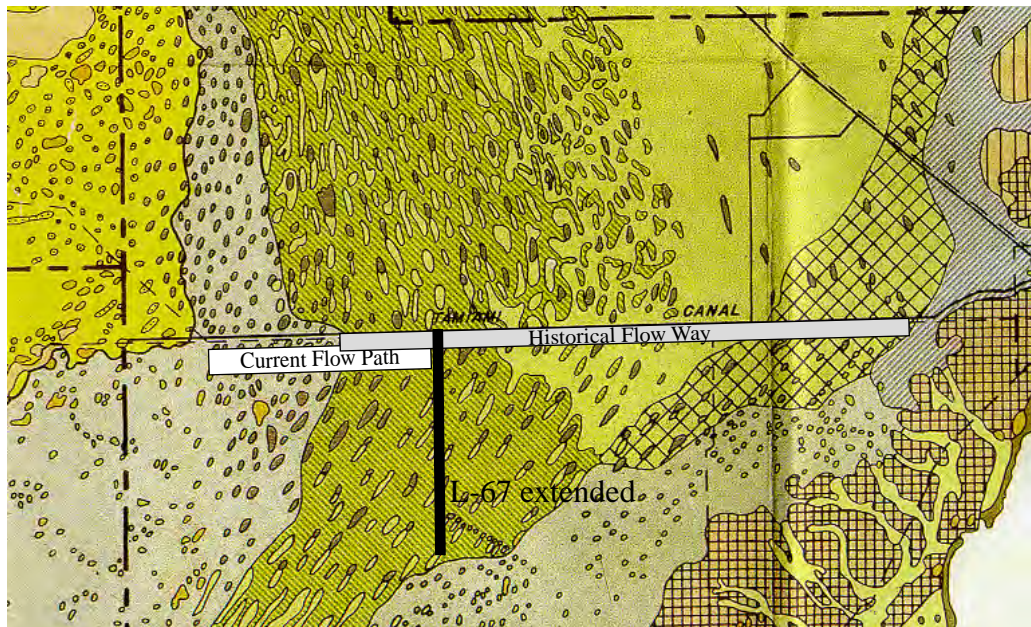 TAMIAMI
CANAL
Historical Flow Way
Current Flow Path
L-67 extended